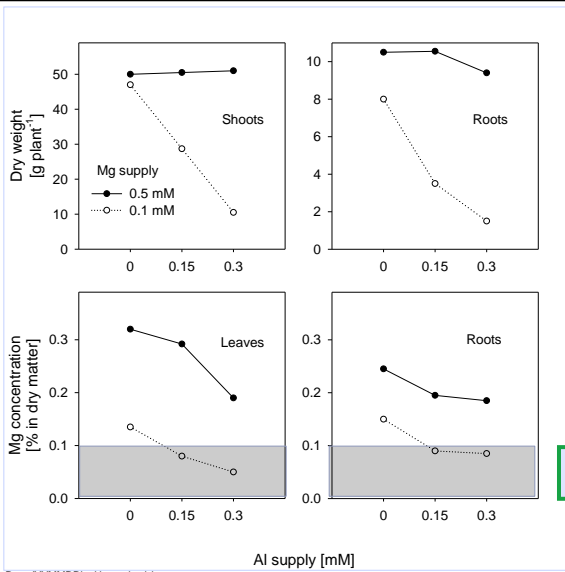 Dry weight
[g plant-1]
50
40
30
20
10
0
Shoots
Mg supply
0.5 mM
0.1 mM
0 0.15 0.3
10
8
6
4
2
0
Roots
0 0.15 0.3
Mg concentration
[% in dry matter]
0.3
0.2
0.1
0.0
Leaves
0 0.15 0.3
0.3
0.2
0.1
0.0
Roots
0 0.15 0.3
Al supply [mM]